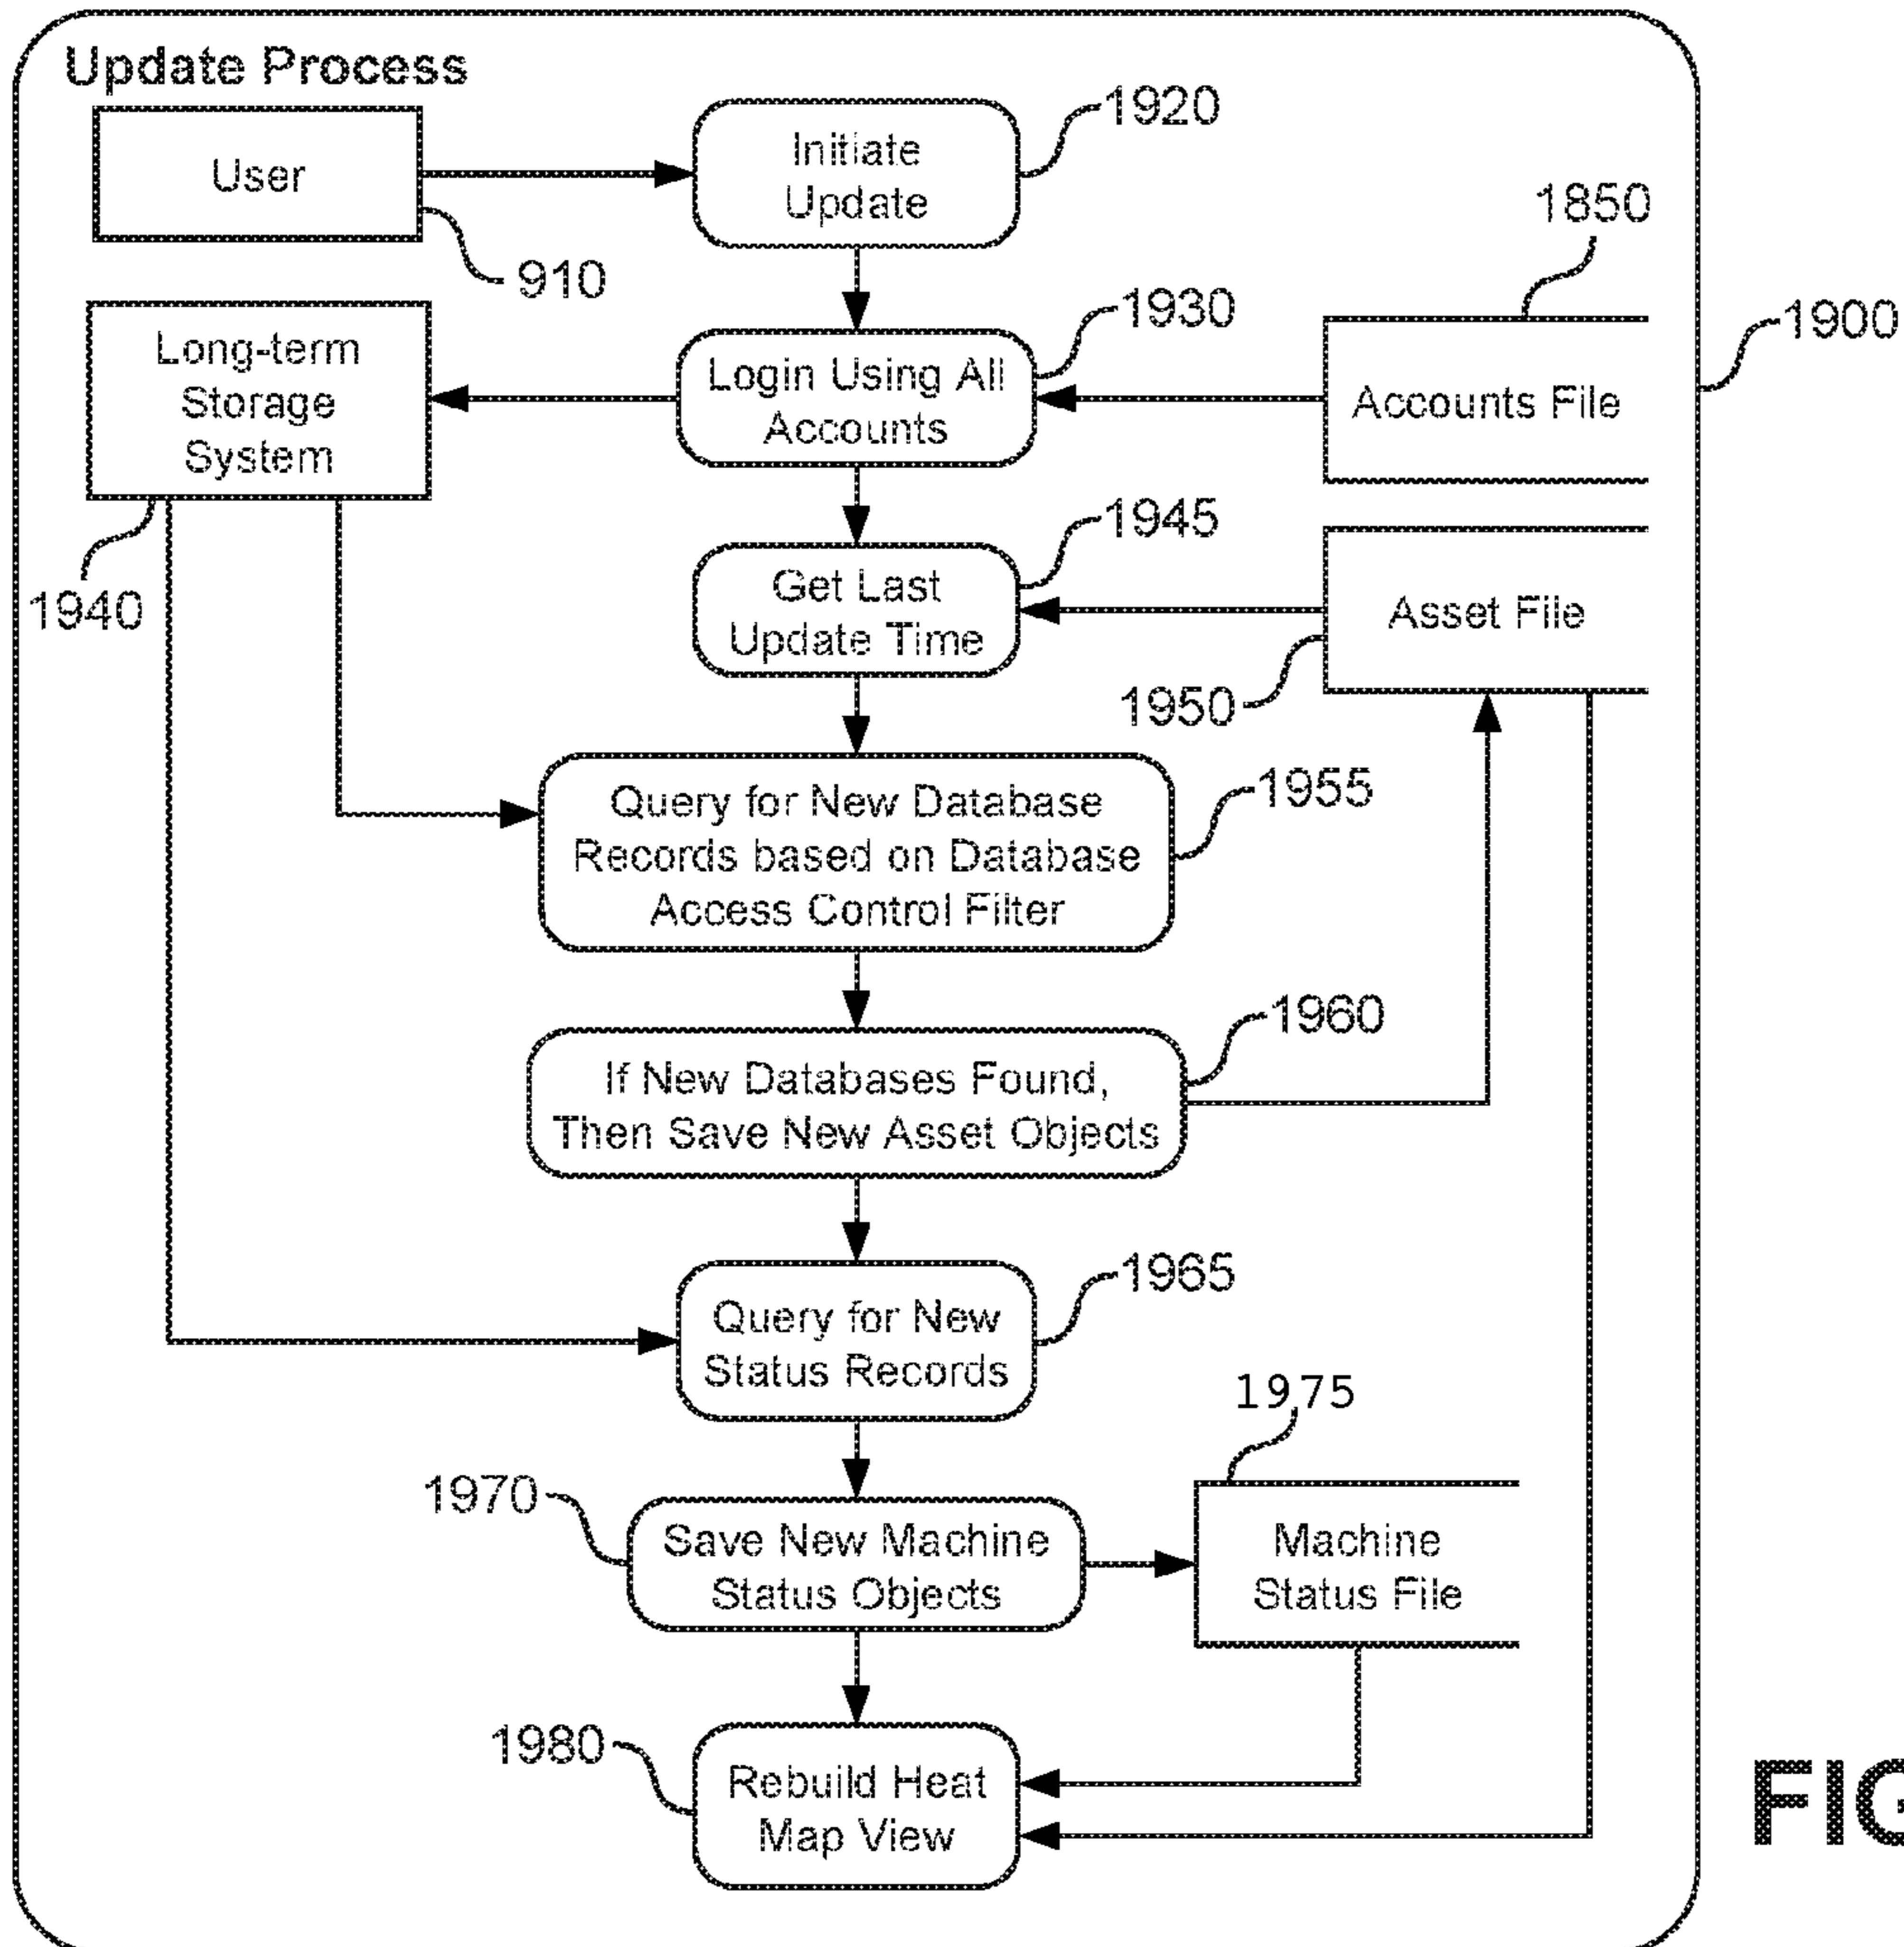 Update Process
User
910
Initiate
Update
1920
1850
Long-term
Storage
System
1940
Login Using All
Accounts
1930
Accounts File
1900
Get Last
Update Time
1945
Asset File
1950
Query for New Database
Records based on Database
Access Control Filter
1955
If New Databases Found,
Then Save New Asset Objects
1960
Query for New
Status Records
1965
1970
Save New Machine
Status Objects
1975
Machine
Status File
1980
Rebuild Heat
Map View
FIG